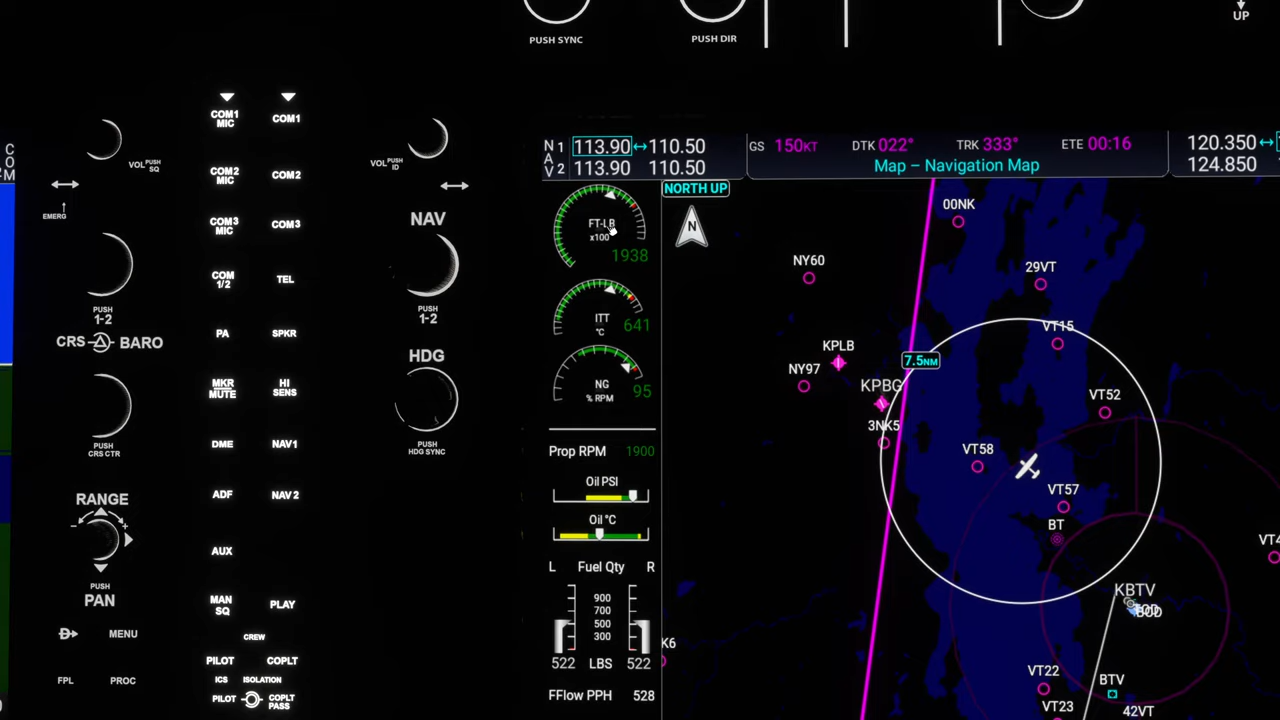 PUSH SYNC
PUSH DIR
UP
COM1 MIC
COM1
VOL PUSH SQ
EMERG
COM2 MIC
COM2
COM3 MIC
COM3
COM 1/2
TEL
PUSH 1-2
CRS BARO
PA
SPKR
MKR MUTE
HI SENS
PUSH CRS CTR
DME
NAV1
ADF
NAV 2
RANGE
- +
PUSH
PAN
AUX
MAN SQ
PLAY
D
MENU
CREW
PILOT
COPLT
ICS
ISOLATION
FPL
PROC
PILOT
COPLT PASS
VOL PUSH ID
NAV
PUSH 1-2
HDG
PUSH HDG SYNC
COM
NAV
1 113.90 ↔ 110.50
2 113.90 110.50
GS 150KT DTK 022° TRK 333° ETE 00:16
Map – Navigation Map
120.350 ↔
124.850
NORTH UP
N
FT-LB
x100
1938
ITT
°C
641
NG
% RPM
95
Prop RPM 1900
Oil PSI
Oil °C
L Fuel Qty R
900
700
500
300
522 LBS 522
FFlow PPH 528
00NK
NY60
29VT
VT15
KPLB
7.5NM
NY97
KPBG
VT52
3NK5
VT58
VT57
BT
VT4
KBTV
BOD
K6
VT22
BTV
VT23
42VT